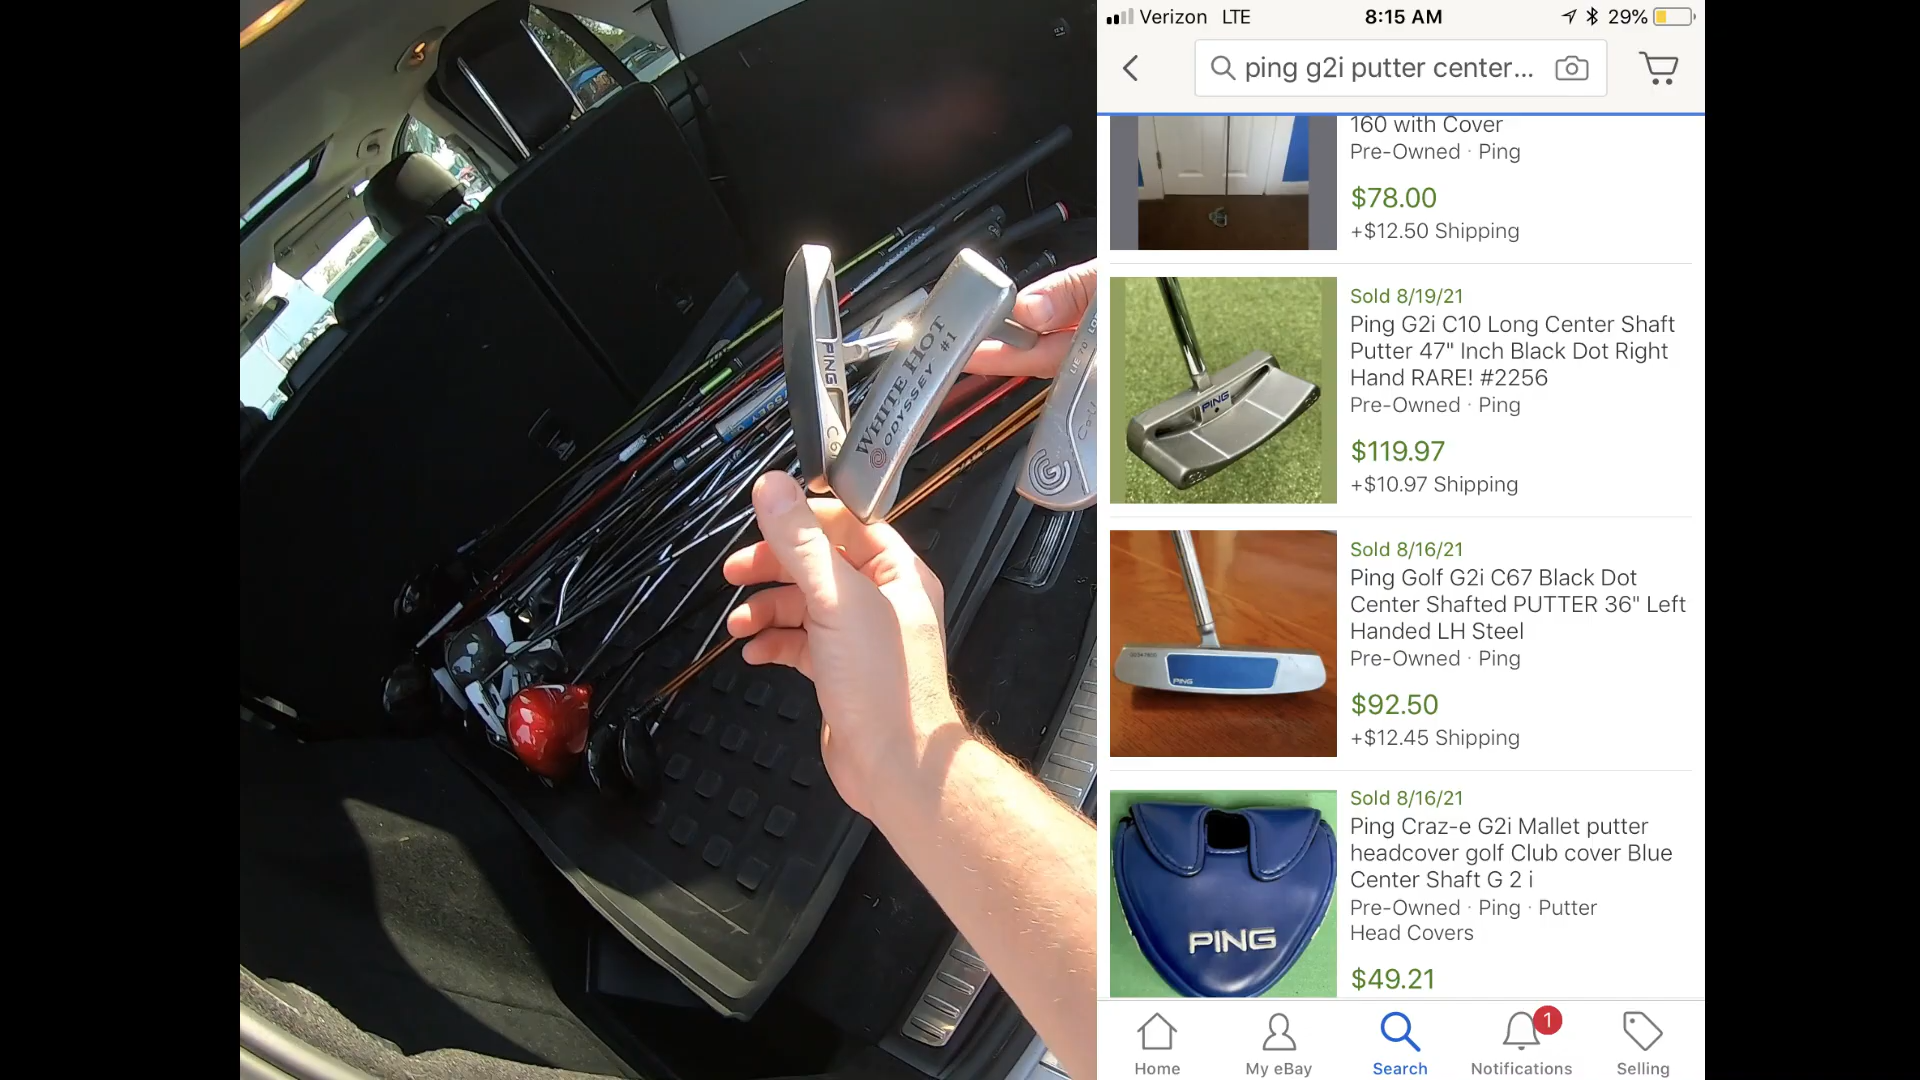 PING
C6
WHITE HOT
#1
ODYSSEY
LIE 70
G
Verizon LTE
8:15 AM
29%
ping g2i putter center...
160 with Cover
Pre-Owned · Ping
$78.00
+$12.50 Shipping
Sold 8/19/21
Ping G2i C10 Long Center Shaft
Putter 47" Inch Black Dot Right
Hand RARE! #2256
Pre-Owned · Ping
$119.97
+$10.97 Shipping
PING
Sold 8/16/21
Ping Golf G2i C67 Black Dot
Center Shafted PUTTER 36" Left
Handed LH Steel
Pre-Owned · Ping
$92.50
+$12.45 Shipping
PING
Sold 8/16/21
Ping Craz-e G2i Mallet putter
headcover golf Club cover Blue
Center Shaft G 2 i
Pre-Owned · Ping · Putter
Head Covers
$49.21
PING
1
Home
My eBay
Search
Notifications
Selling